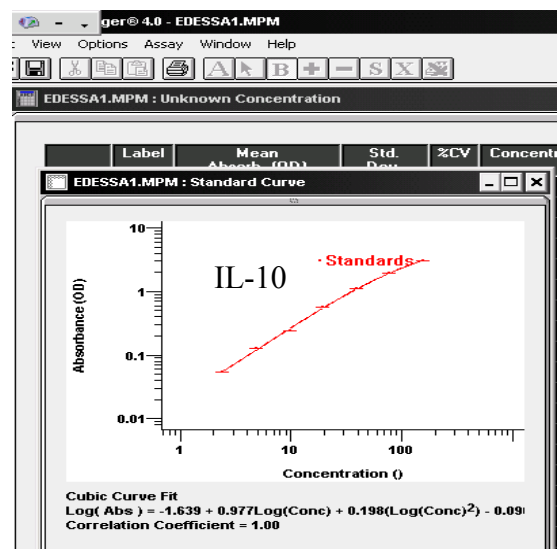 ger® 4.0 - EDESSA1.MPM
View Options Assay Window Help
A B + - S X
EDESSA1.MPM : Unknown Concentration
Label Mean Std. %CV Concent
Absorb. (OD)
EDESSA1.MPM : Standard Curve
10
Standards
IL-10
1
0.1
0.01
Absorbance (OD)
1 10 100
Concentration ()
Cubic Curve Fit
Log( Abs ) = -1.639 + 0.977Log(Conc) + 0.198(Log(Conc)²) - 0.09
Correlation Coefficient = 1.00